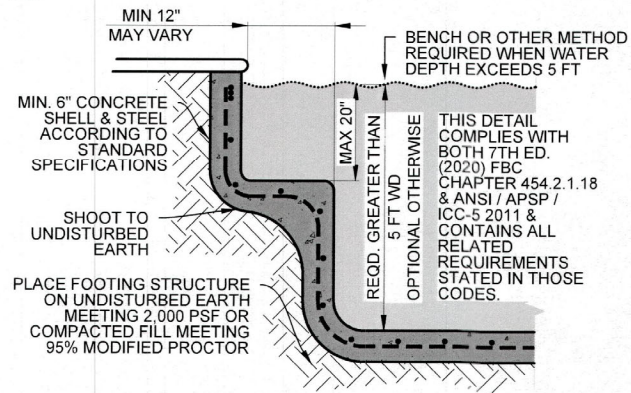 MIN 12"
MAY VARY
BENCH OR OTHER METHOD
REQUIRED WHEN WATER
DEPTH EXCEEDS 5 FT
MIN. 6" CONCRETE
SHELL & STEEL
ACCORDING TO
STANDARD
SPECIFICATIONS
MAX 20"
REQD. GREATER THAN
5 FT WD
OPTIONAL OTHERWISE
THIS DETAIL
COMPLIES WITH
BOTH 7TH ED.
(2020) FBC
CHAPTER 454.2.1.18
& ANSI / APSP /
ICC-5 2011 &
CONTAINS ALL
RELATED
REQUIREMENTS
STATED IN THOSE
CODES.
SHOOT TO
UNDISTURBED
EARTH
PLACE FOOTING STRUCTURE
ON UNDISTURBED EARTH
MEETING 2,000 PSF OR
COMPACTED FILL MEETING
95% MODIFIED PROCTOR